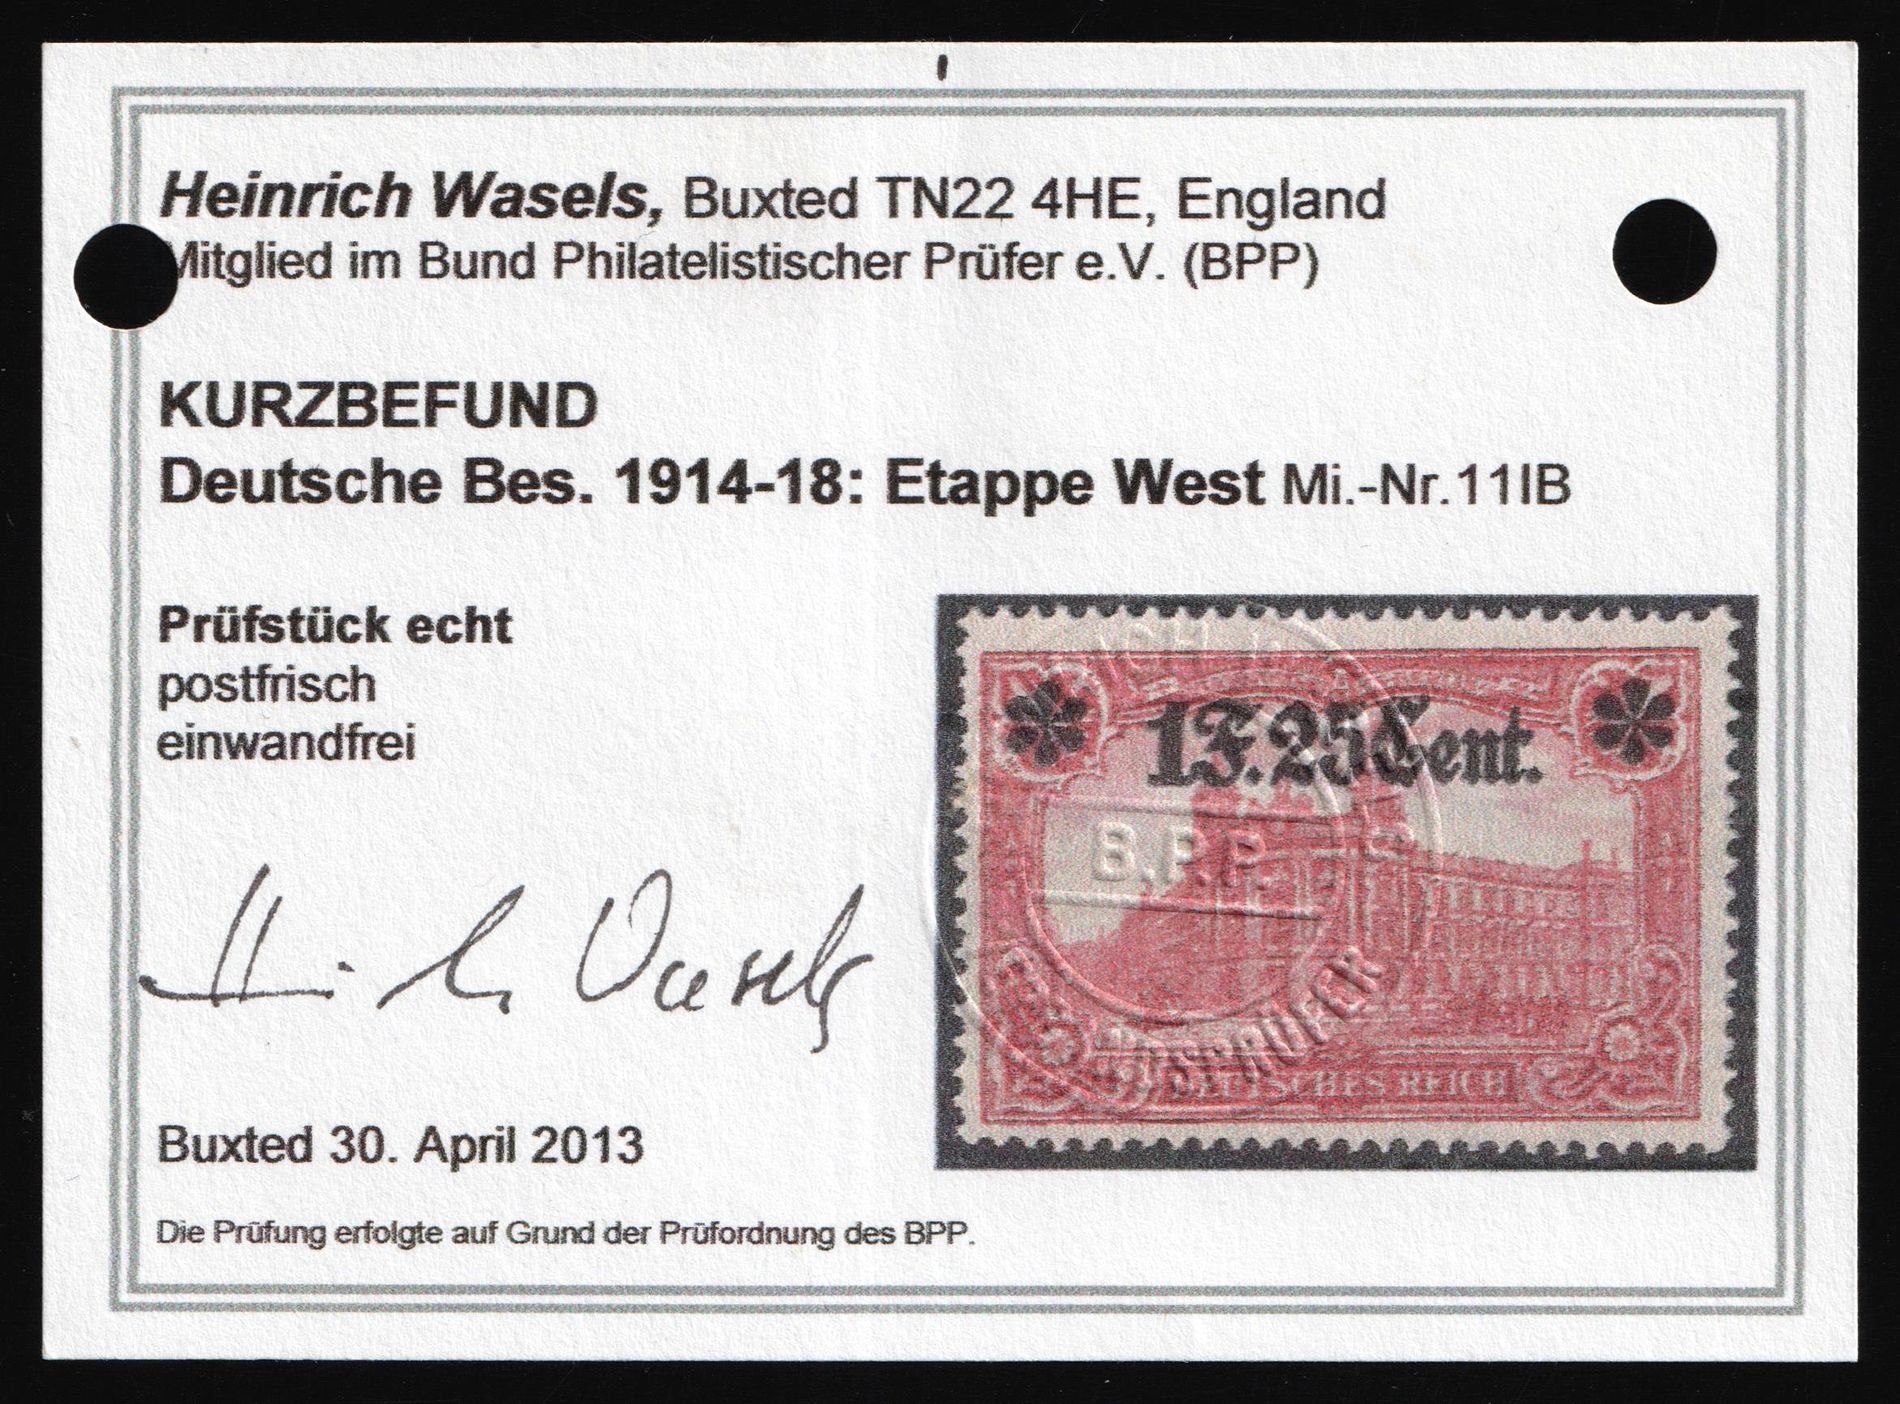 Heinrich Wasels, Buxted TN22 4HE, England
Mitglied im Bund Philatelistischer Prüfer e.V. (BPP)
KURZBEFUND
Deutsche Bes. 1914-18: Etappe West Mi.-Nr.11IB
Prüfstück echt
postfrisch
einwandfrei
1F.25Cent.
B.P.P.
DEUTSCHES REICH
Buxted 30. April 2013
Die Prüfung erfolgte auf Grund der Prüfordnung des BPP.